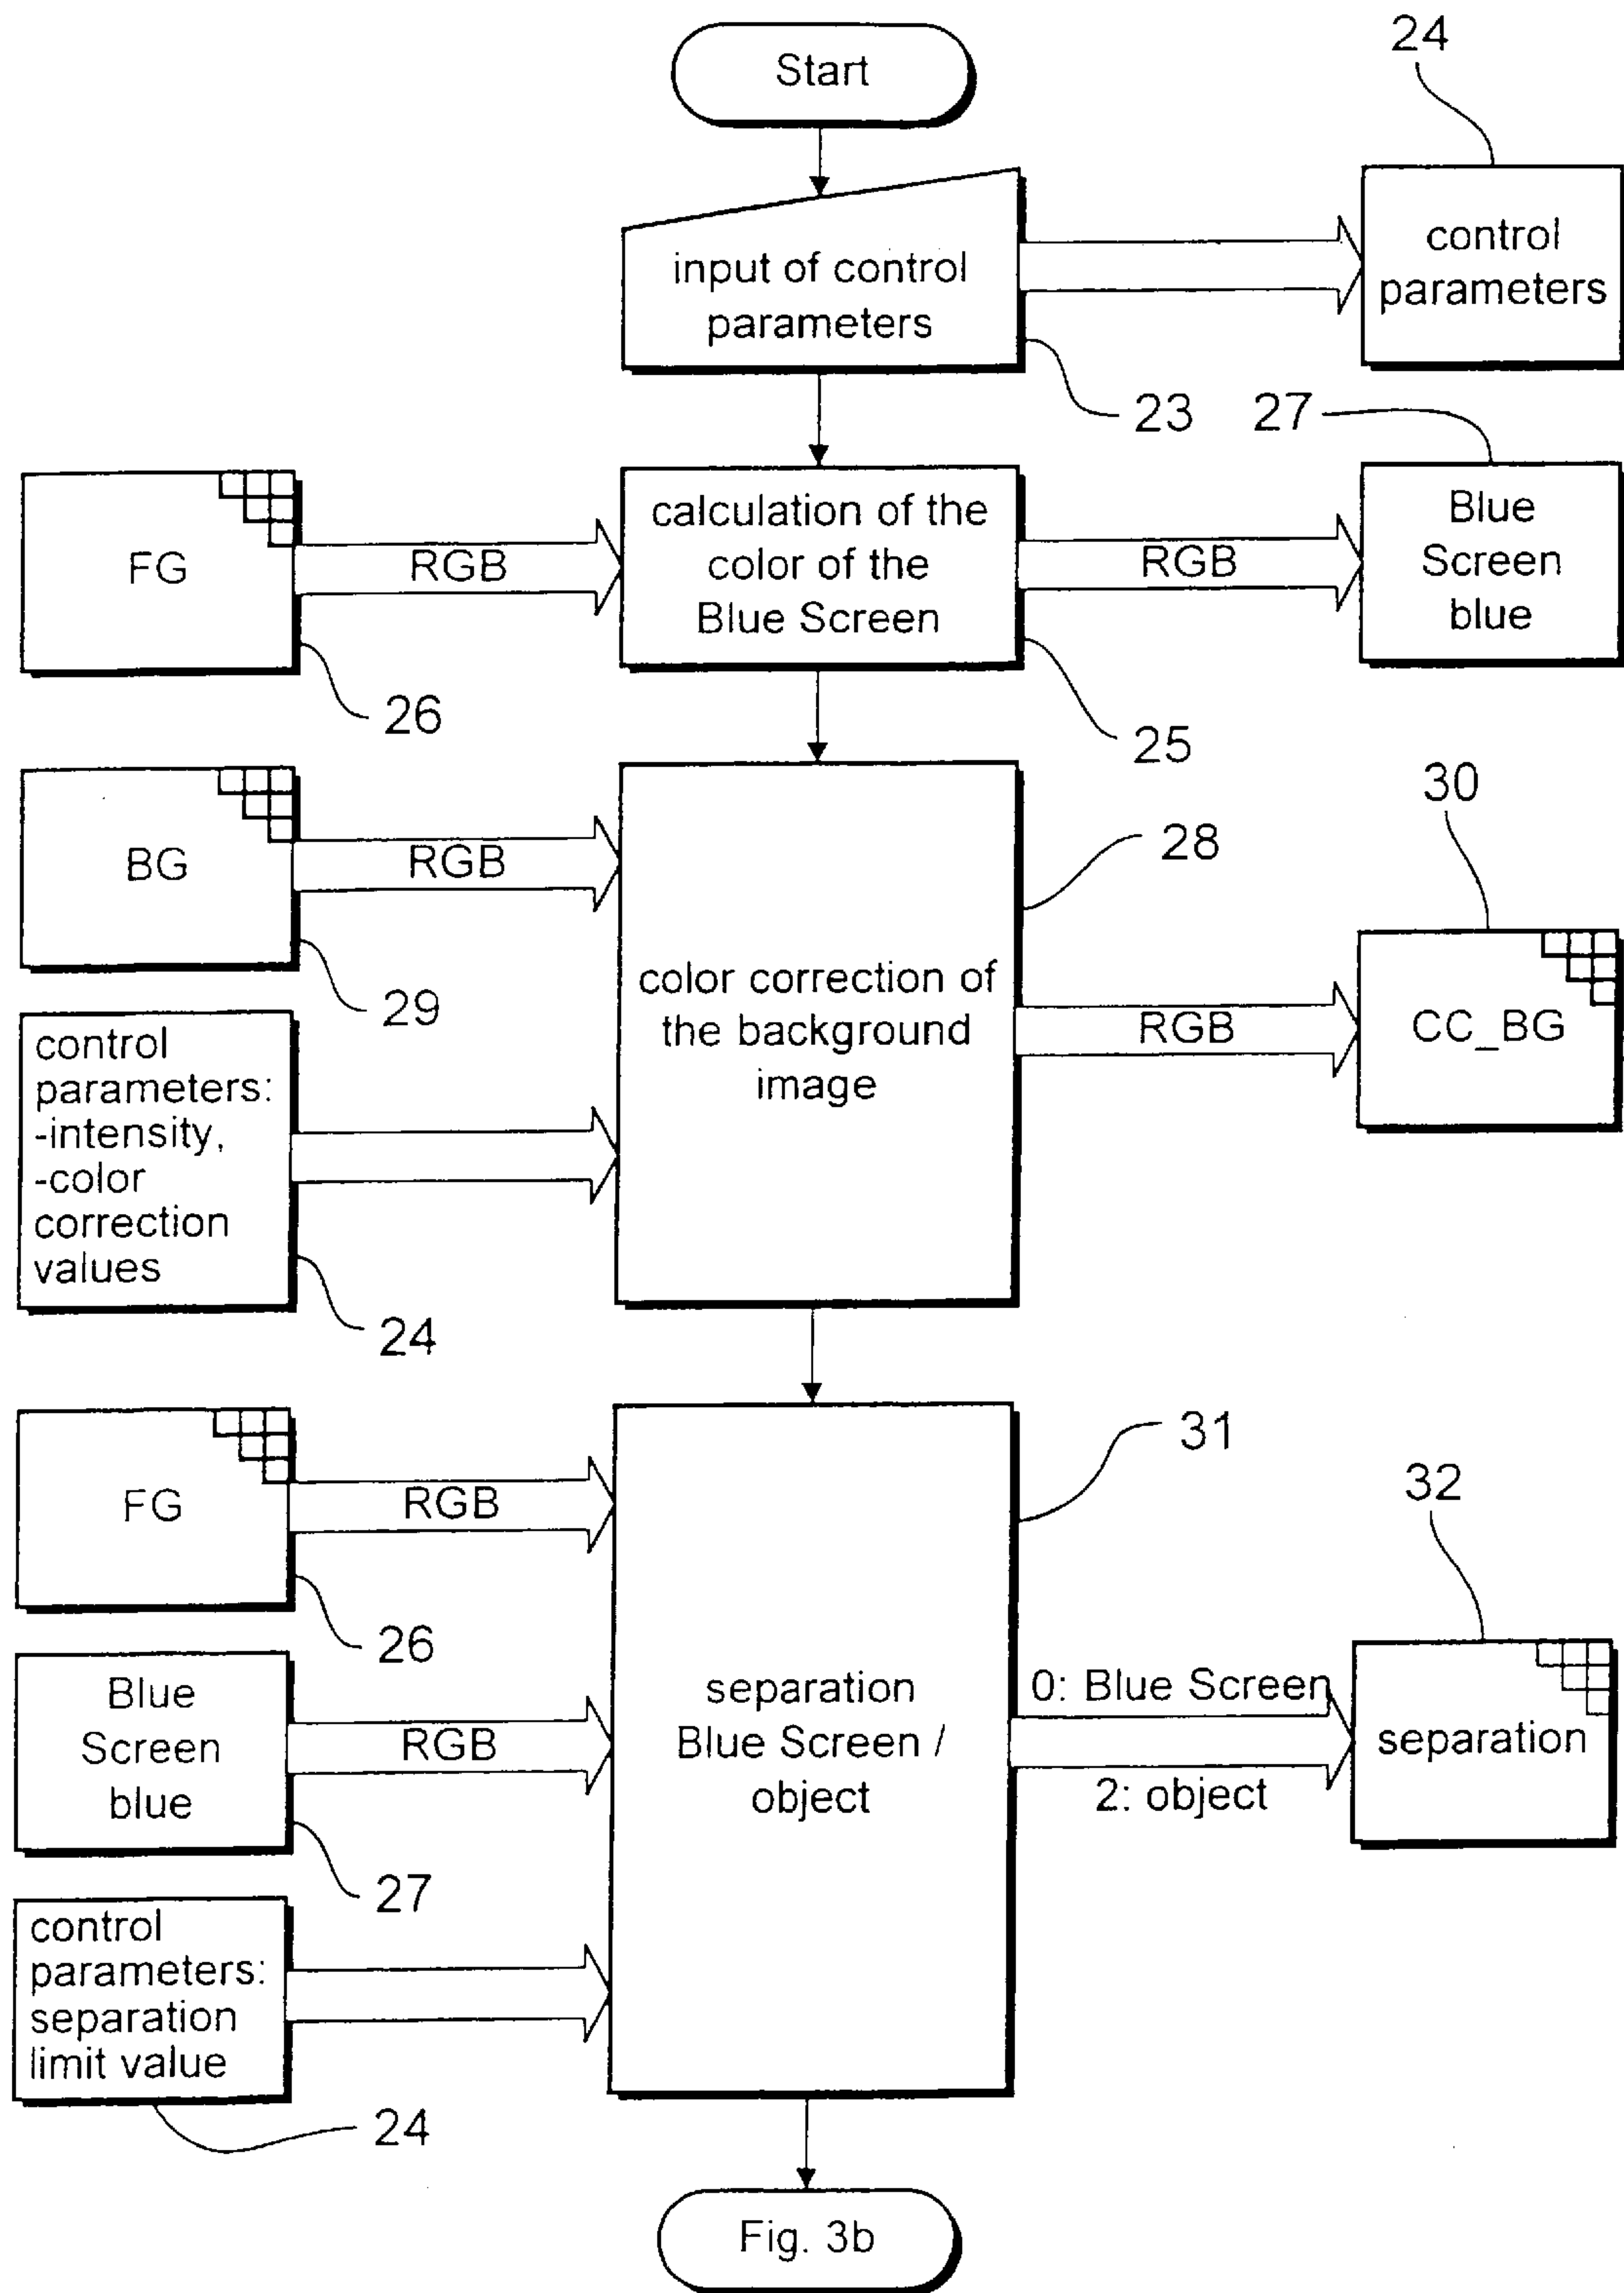 Start
24
input of control
parameters
control
parameters
23
27
FG
RGB
calculation of the
color of the
Blue Screen
RGB
Blue
Screen
blue
26
25
BG
RGB
29
28
30
control
parameters:
-intensity,
-color
correction
values
24
color correction of
the background
image
RGB
CC_BG
FG
RGB
26
31
32
Blue
Screen
blue
RGB
27
separation
Blue Screen /
object
0: Blue Screen
2: object
separation
control
parameters:
separation
limit value
24
Fig. 3b